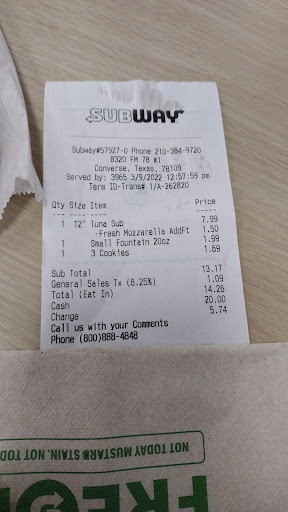 SUBWAY
Subway#57927-0 Phone 210-384-9720
8320 FM 78 #1
Converse, Texas, 78109
Served by: 3965 3/9/2022 12:57:59 pm
Term ID-Trans# 1/A-262820
Qty Size Item Price
1 12" Tuna Sub 7.99
-Fresh Mozzarella AddFt 1.50
1 Small Fountain 20oz 1.99
1 3 Cookies 1.69
Sub Total 13.17
General Sales Tx (8.25%) 1.09
Total (Eat In) 14.26
Cash 20.00
Change 5.74
Call us with your Comments
Phone (800)888-4848
NOT TODAY MUSTARD STAIN, NOT TOD